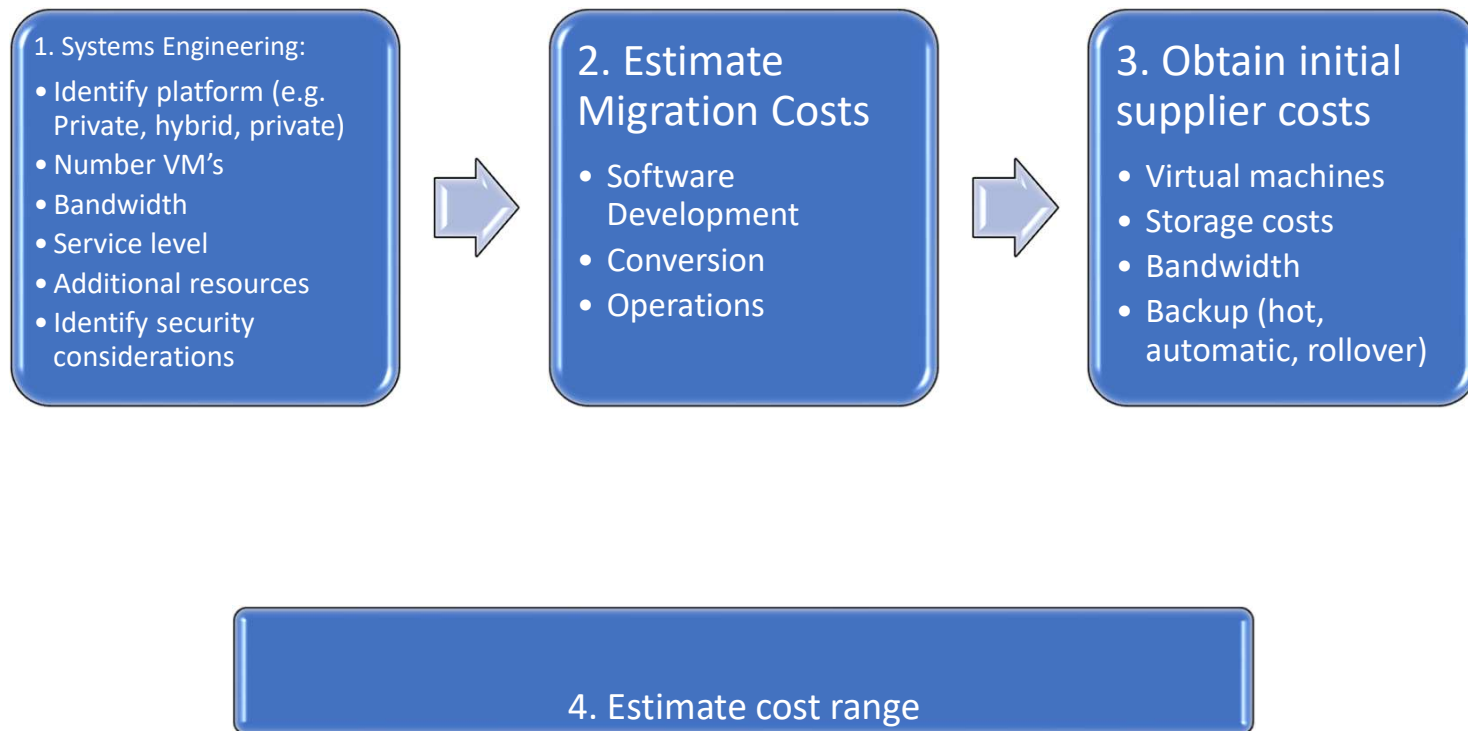 1. Systems Engineering:
• Identify platform (e.g.
Private, hybrid, private)
• Number VM's
• Bandwidth
• Service level
• Additional resources
• Identify security
considerations
2. Estimate
Migration Costs
• Software
Development
• Conversion
• Operations
3. Obtain initial
supplier costs
• Virtual machines
• Storage costs
• Bandwidth
• Backup (hot,
automatic, rollover)
4. Estimate cost range